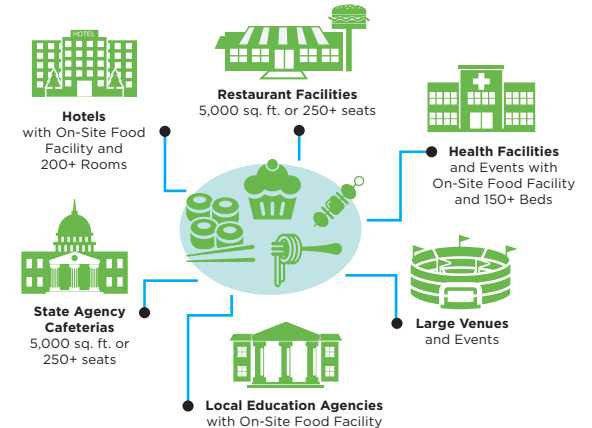 HOTEL
Hotels
with On-Site Food
Facility and
200+ Rooms
Restaurant Facilities
5,000 sq. ft. or 250+ seats
Health Facilities
and Events with
On-Site Food Facility
and 150+ Beds
State Agency
Cafeterias
5,000 sq. ft. or
250+ seats
Large Venues
and Events
Local Education Agencies
with On-Site Food Facility